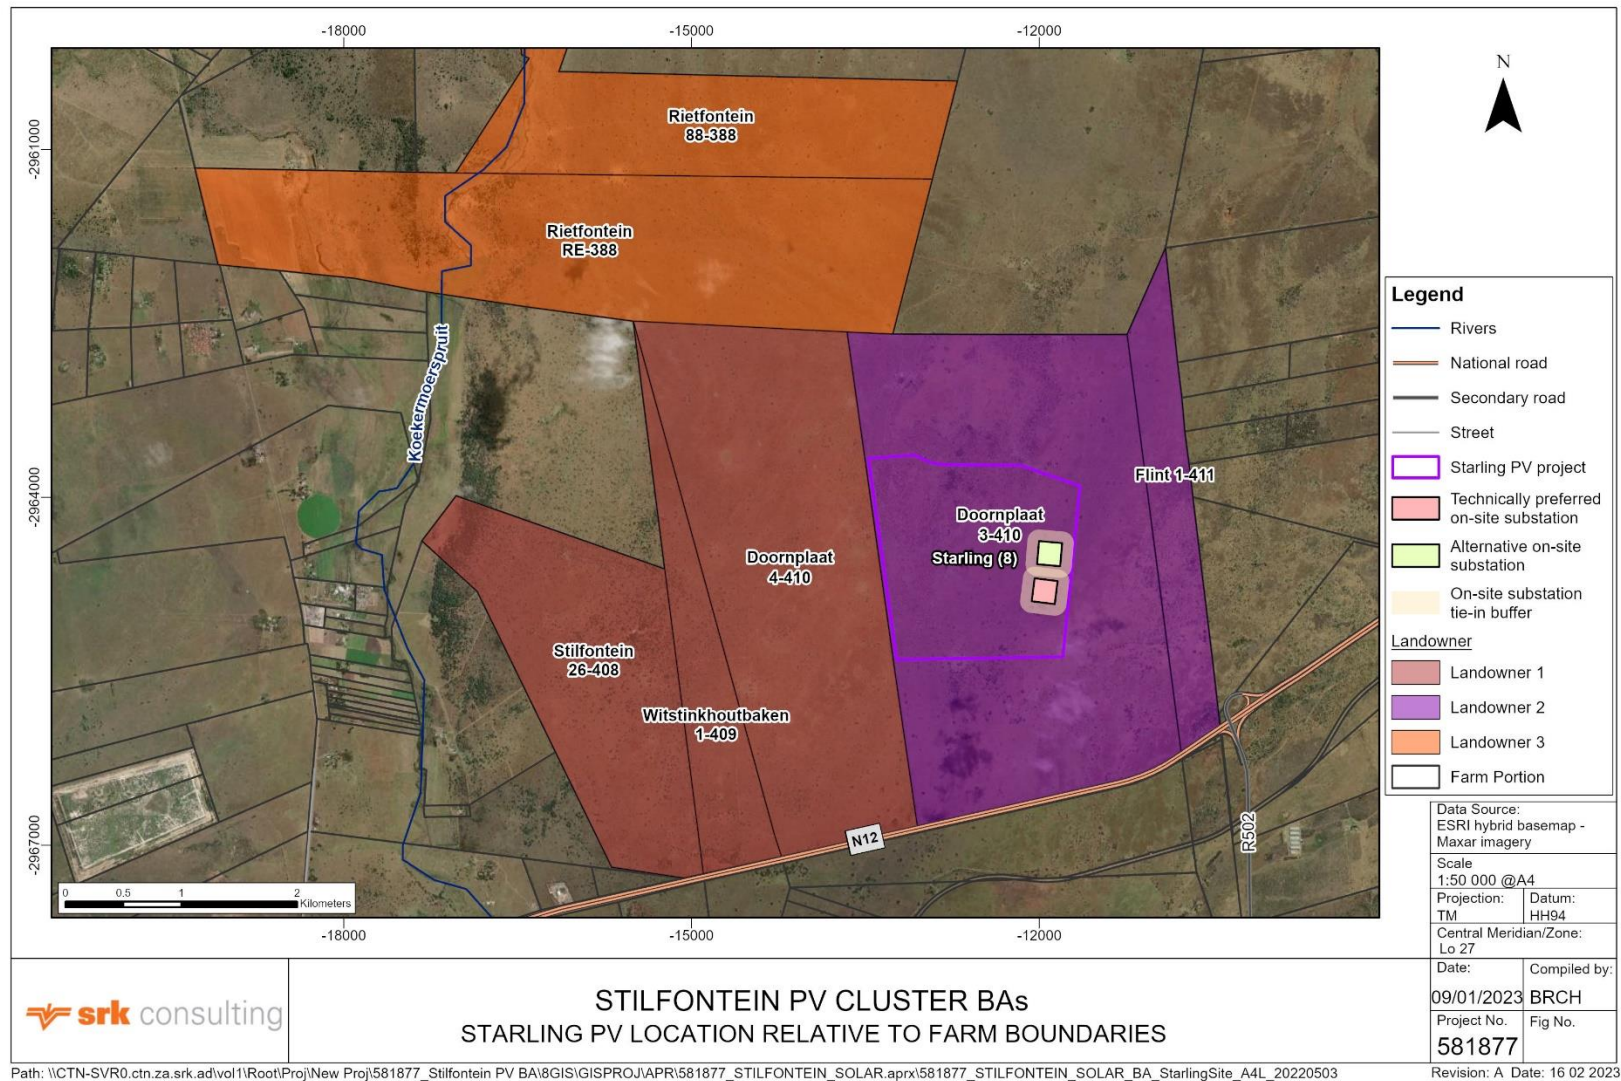 -18000
-15000
-12000
N
-2961000
-2964000
-2967000
Rietfontein
88-388
Rietfontein
RE-388
Koekermoerspruit
Flint 1-411
Doornplaat
3-410
Starling (8)
Doornplaat
4-410
Stilfontein
26-408
Witstinkhoutbaken
1-409
N12
R502
0
0.5
1
2
Kilometers
-18000
-15000
-12000
Legend
Rivers
National road
Secondary road
Street
Starling PV project
Technically preferred
on-site substation
Alternative on-site
substation
On-site substation
tie-in buffer
Landowner
Landowner 1
Landowner 2
Landowner 3
Farm Portion
Data Source:
ESRI hybrid basemap -
Maxar imagery
Scale
1:50 000 @A4
Projection:
TM
Datum:
HH94
Central Meridian/Zone:
Lo 27
Date:
09/01/2023
Compiled by:
BRCH
Project No.
581877
Fig No.
srk consulting
STILFONTEIN PV CLUSTER BAs
STARLING PV LOCATION RELATIVE TO FARM BOUNDARIES
Path: \\CTN-SVR0.ctn.za.srk.ad\vol1\Root\Proj\New Proj\581877_Stilfontein PV BA\8GIS\GISPROJ\APR\581877_STILFONTEIN_SOLAR.aprx\581877_STILFONTEIN_SOLAR_BA_StarlingSite_A4L_20220503
Revision: A Date: 16 02 2023